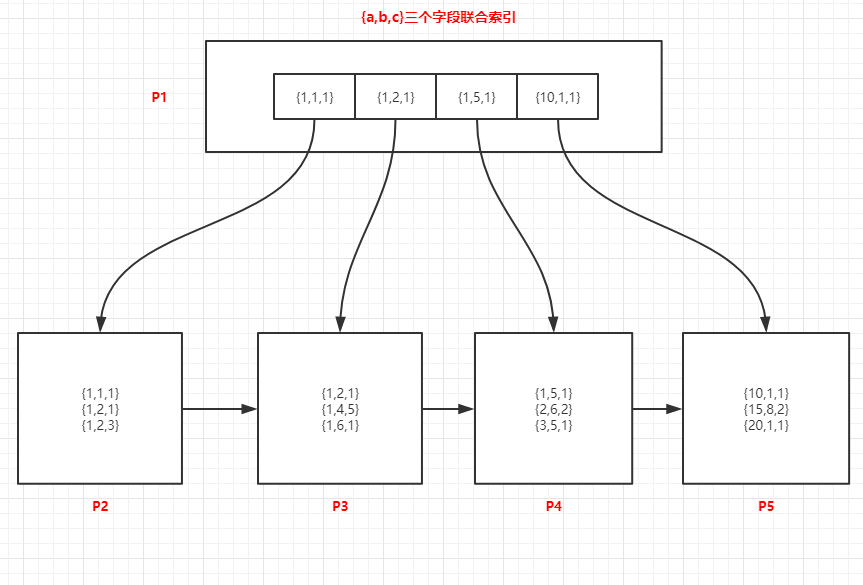 {a,b,c}三个字段联合索引
P1
{1,1,1} {1,2,1} {1,5,1} {10,1,1}
{1,1,1}
{1,2,1}
{1,2,3}
P2
{1,2,1}
{1,4,5}
{1,6,1}
P3
{1,5,1}
{2,6,2}
{3,5,1}
P4
{10,1,1}
{15,8,2}
{20,1,1}
P5